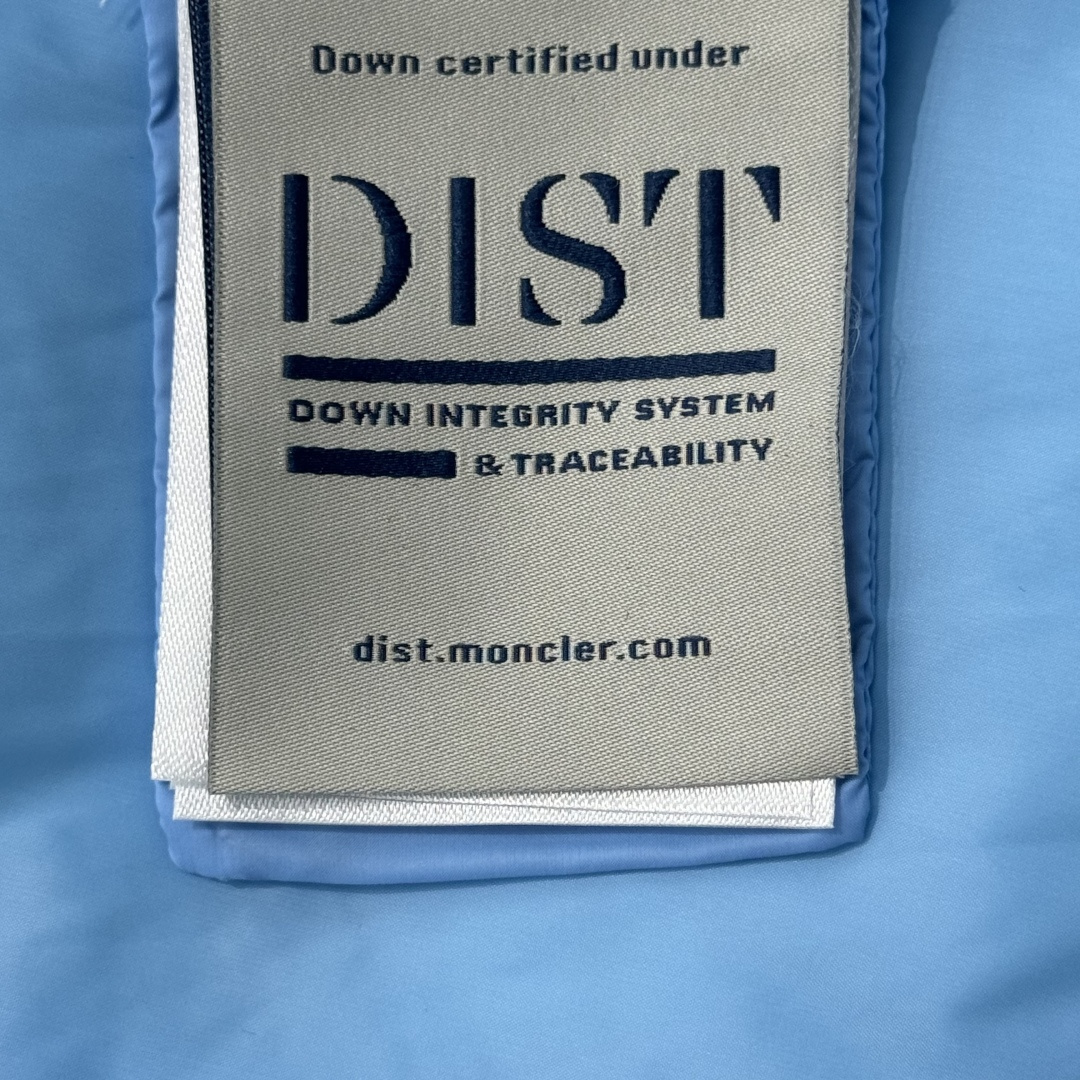 Down certified under
DIST
DOWN INTEGRITY SYSTEM
& TRACEABILITY
dist.moncler.com